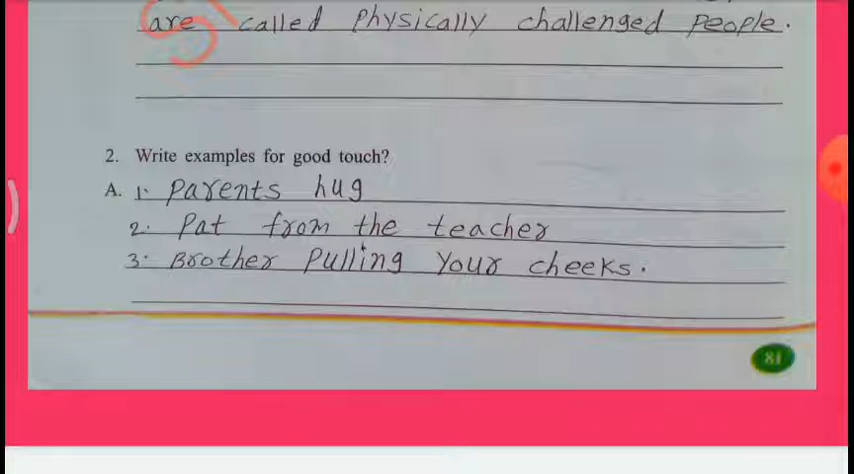 are called Physically challenged People.
2. Write examples for good touch?
A. 1. Parents hug
2. Pat from the teacher
3. Brother Pulling Your cheeks.
81